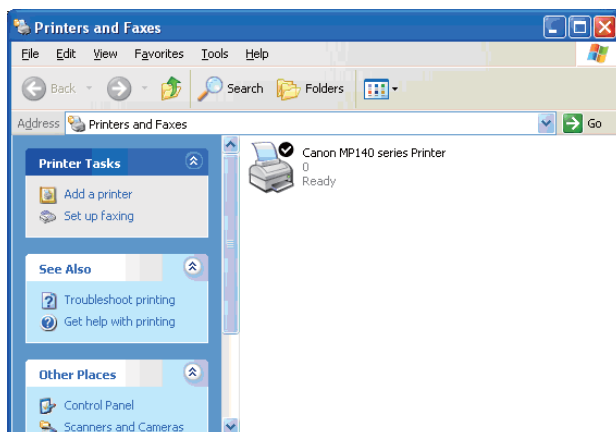 Printers and Faxes
File Edit View Favorites Tools Help
Back Search Folders
Address Printers and Faxes Go
Printer Tasks
Add a printer
Set up faxing
See Also
Troubleshoot printing
Get help with printing
Other Places
Control Panel
Scanners and Cameras
Canon MP140 series Printer
0
Ready